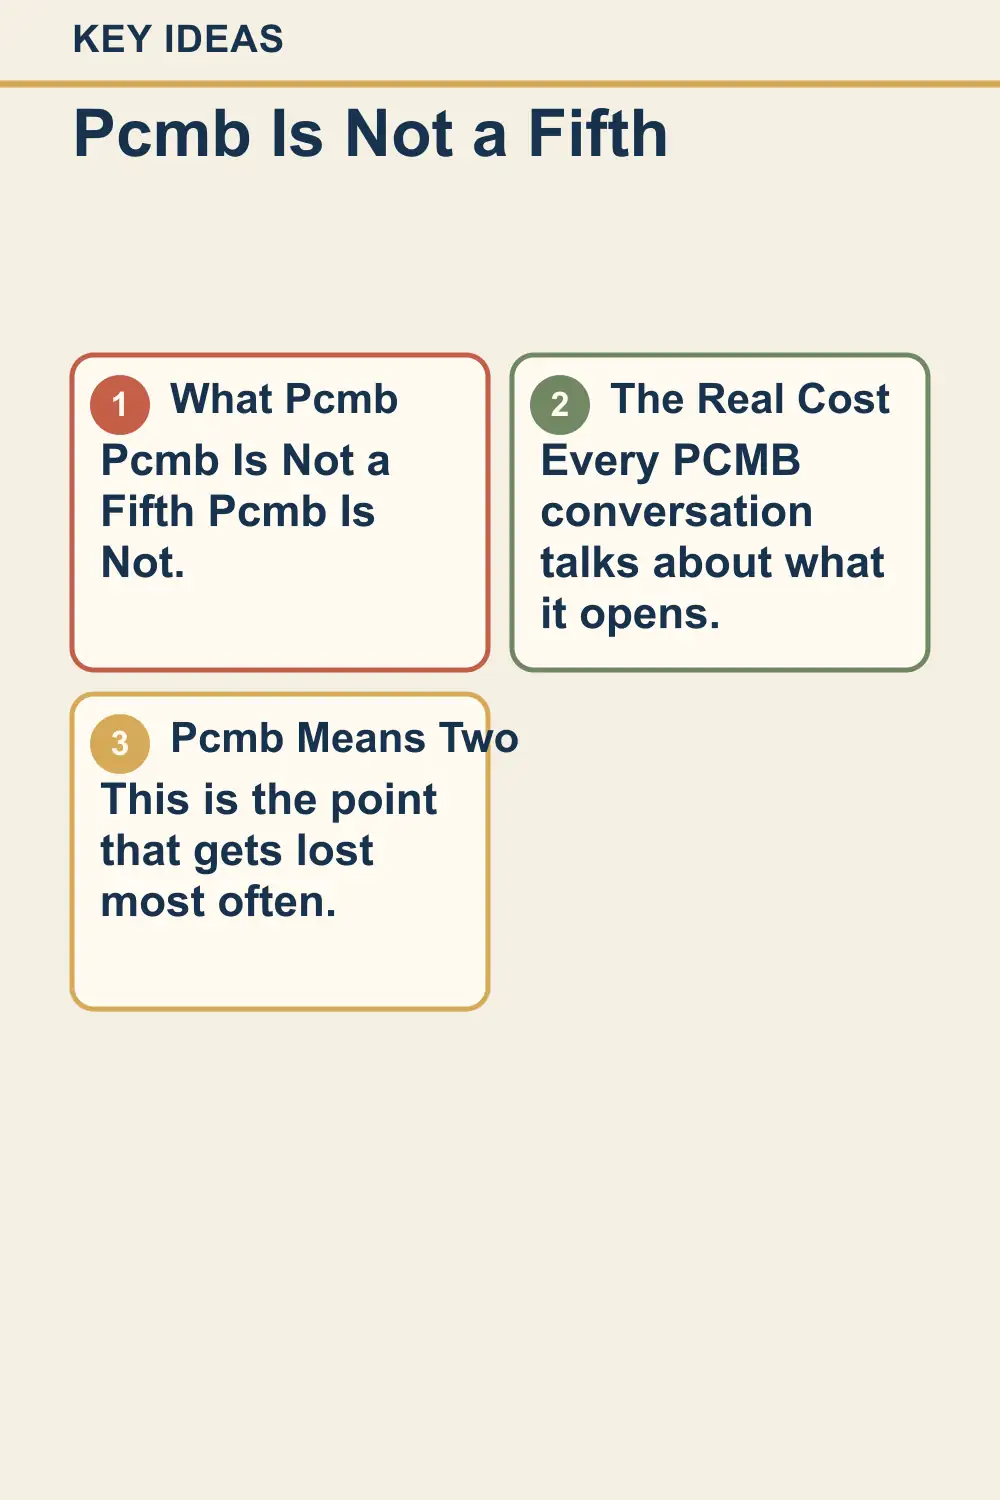 KEY IDEAS
Pcmb Is Not a Fifth
1 What Pcmb
Pcmb Is Not a
Fifth Pcmb Is
Not.
2 The Real Cost
Every PCMB
conversation
talks about what
it opens.
3 Pcmb Means Two
This is the point
that gets lost
most often.